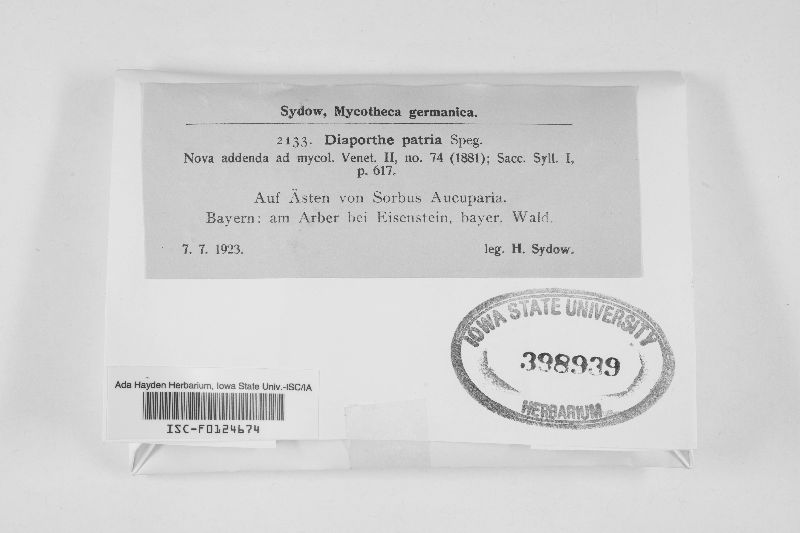 Sydow, Mycotheca germanica.
2133. Diaporthe patria Speg.
Nova addenda ad mycol. Venet. II, no. 74 (1881); Sacc. Syll. I,
p. 617.
Auf Ästen von Sorbus Aucuparia.
Bayern: am Arber bei Eisenstein, bayer. Wald.
7. 7. 1923. leg. H. Sydow.
IOWA STATE UNIVERSITY
398939
HERBARIUM
Ada Hayden Herbarium, Iowa State Univ.-ISC/IA
ISC-F0124674